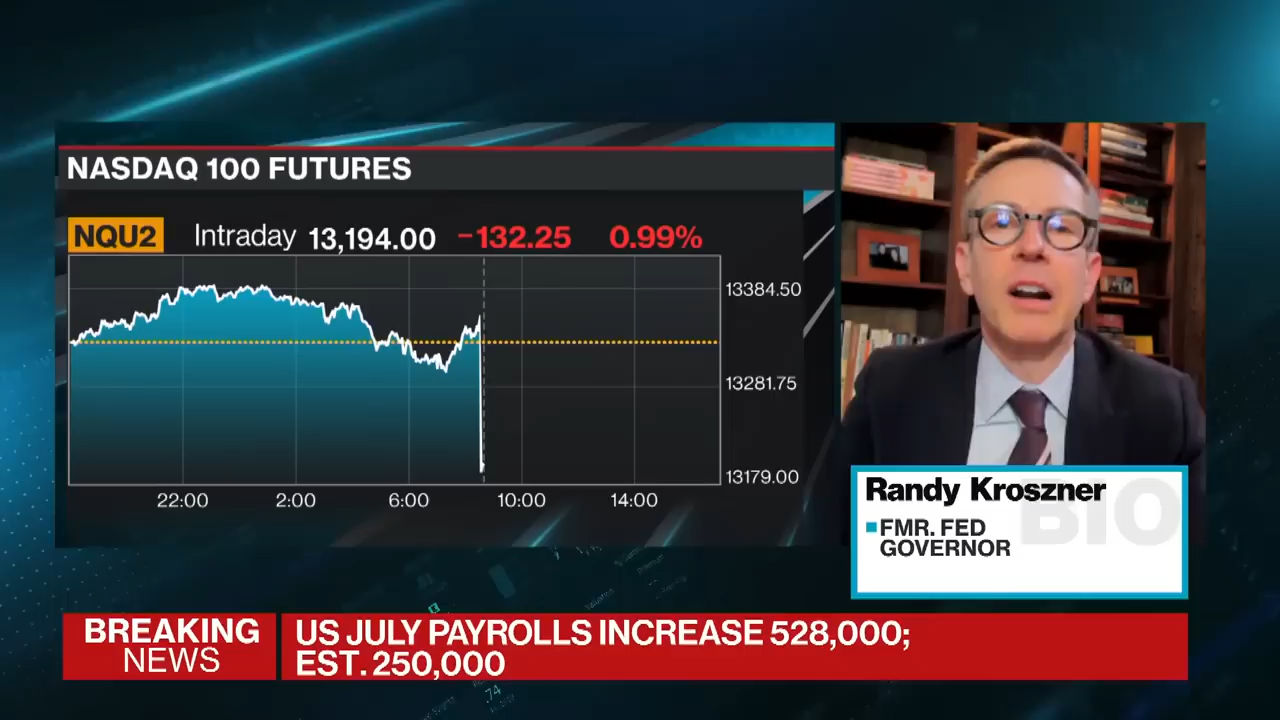 NASDAQ 100 FUTURES
NQU2 Intraday 13,194.00 -132.25 0.99%
13384.50
13281.75
13179.00
22:00 2:00 6:00 10:00 14:00
Randy Kroszner
BIO
FMR. FED
GOVERNOR
BREAKING
NEWS
US JULY PAYROLLS INCREASE 528,000;
EST. 250,000
.74